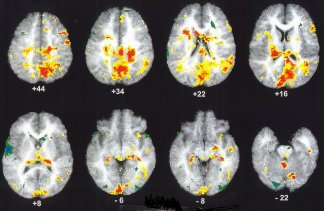 +44 +34 +22 +16
+8 - 6 - 8 - 22